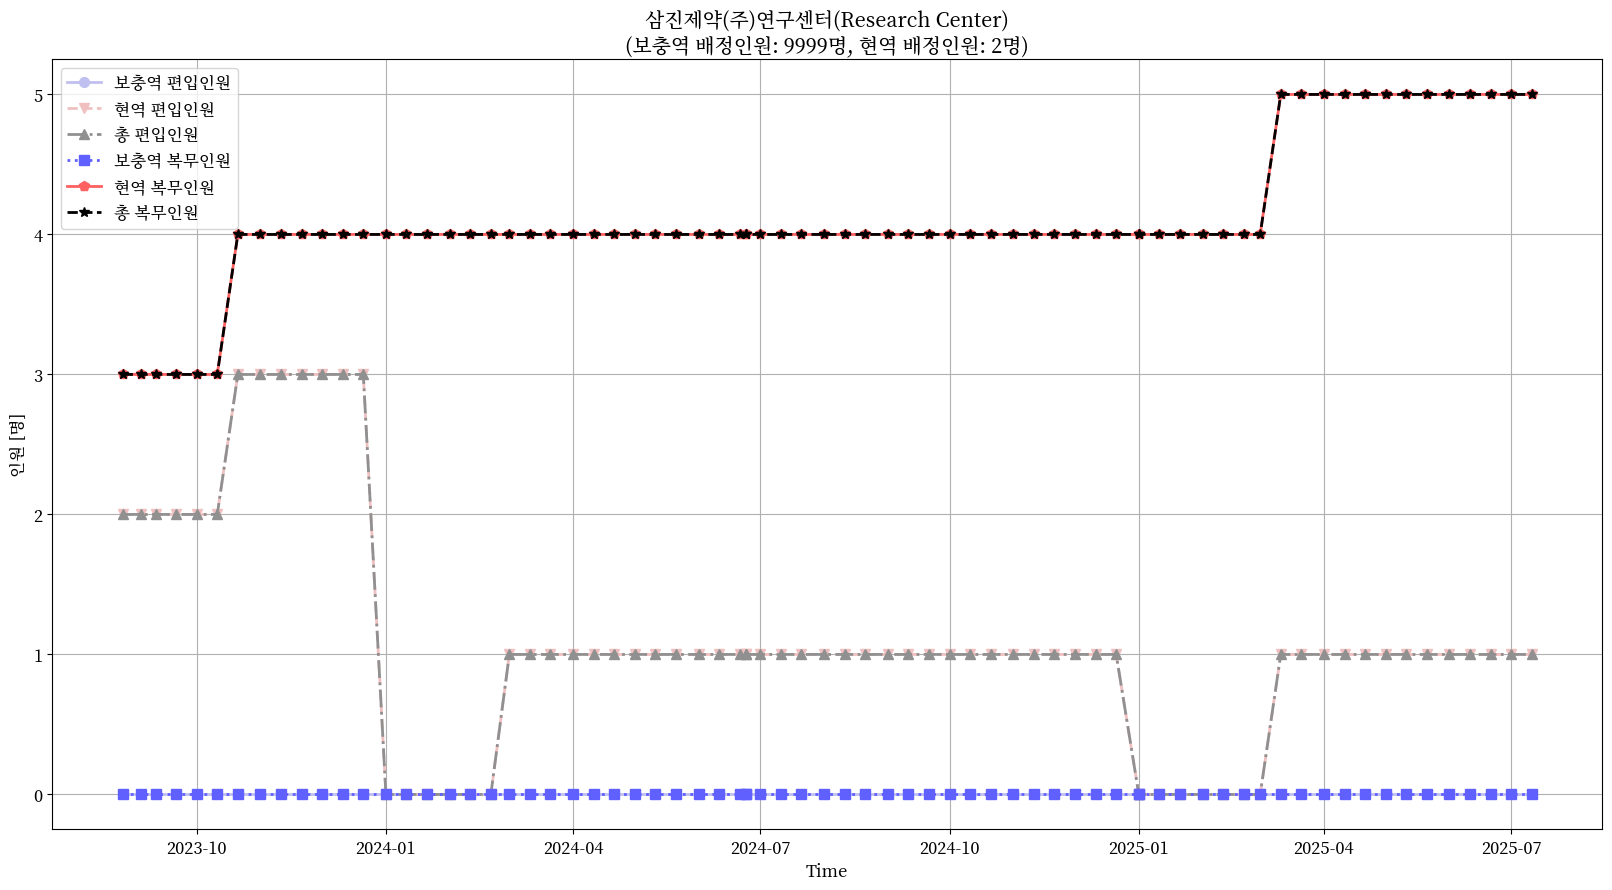 삼진제약(주)연구센터(Research Center)
(보충역 배정인원: 9999명, 현역 배정인원: 2명)
보충역 편입인원
현역 편입인원
총 편입인원
보충역 복무인원
현역 복무인원
총 복무인원
인원 [명]
5
4
3
2
1
0
2023-10
2024-01
2024-04
2024-07
2024-10
2025-01
2025-04
2025-07
Time